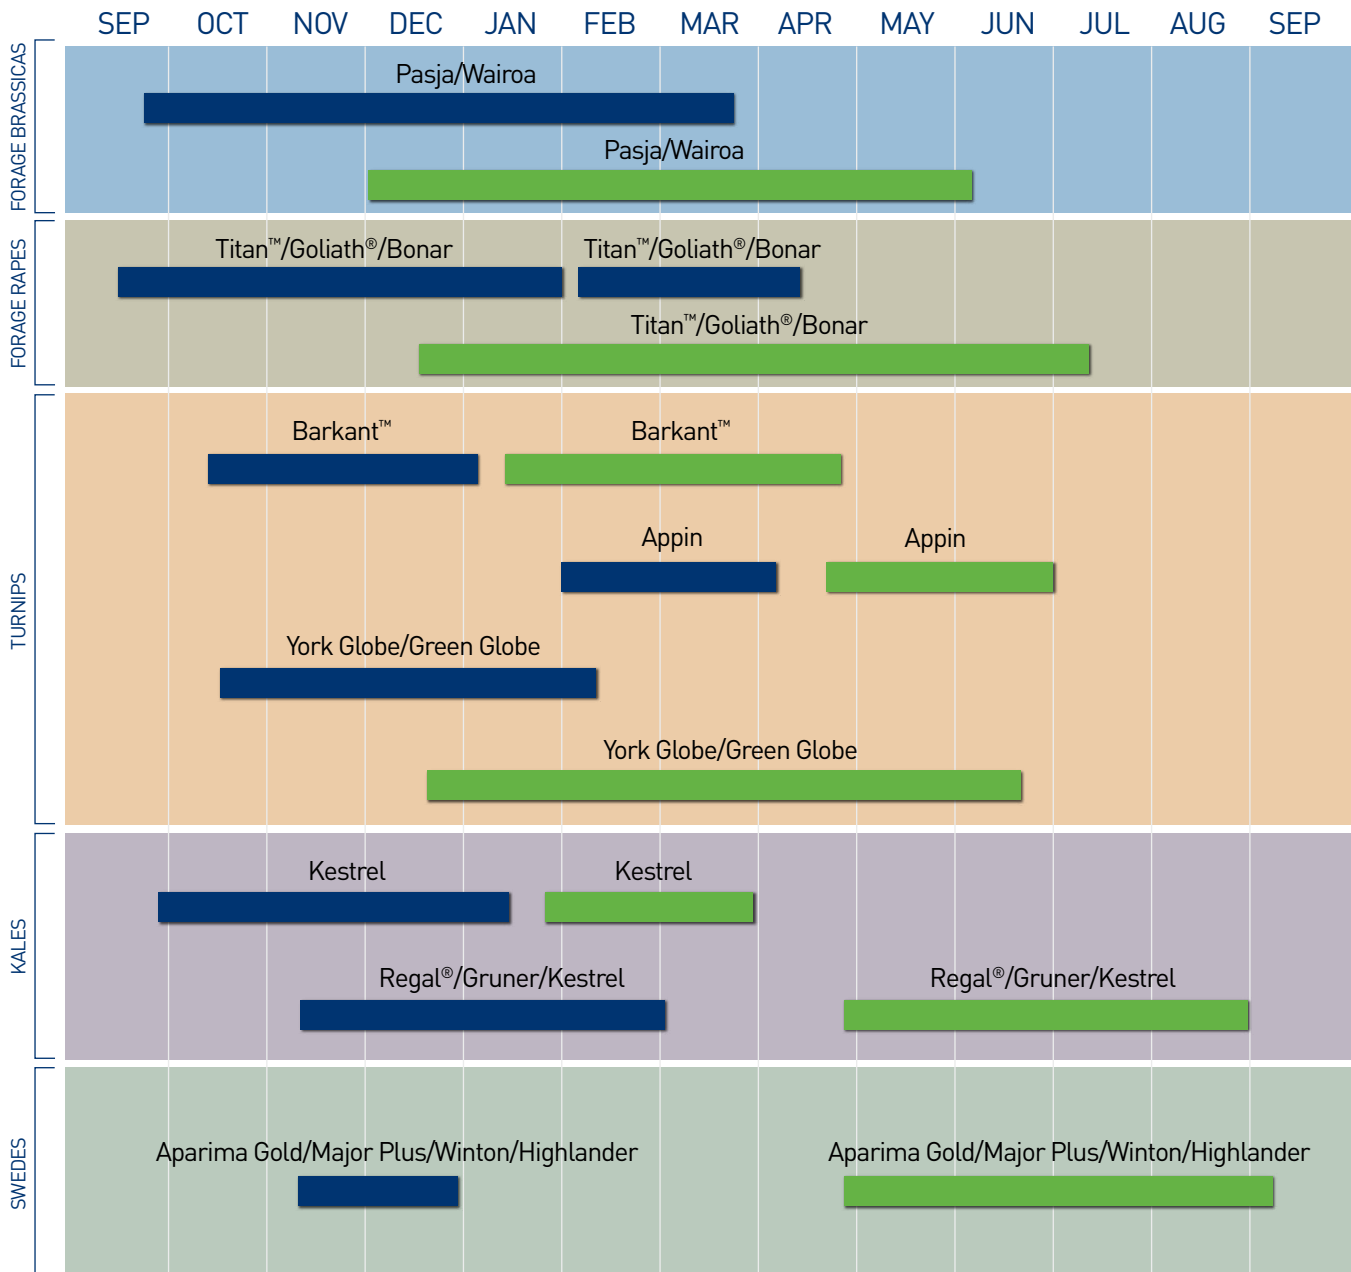 SEP OCT NOV DEC JAN FEB MAR APR MAY JUN JUL AUG SEP
FORAGE BRASSICAS
Pasja/Wairoa
Pasja/Wairoa
FORAGE RAPES
Titan™/Goliath®/Bonar Titan™/Goliath®/Bonar
Titan™/Goliath®/Bonar
TURNIPS
Barkant™ Barkant™
Appin Appin
York Globe/Green Globe
York Globe/Green Globe
KALES
Kestrel Kestrel
Regal®/Gruner/Kestrel Regal®/Gruner/Kestrel
SWEDES
Aparima Gold/Major Plus/Winton/Highlander Aparima Gold/Major Plus/Winton/Highlander